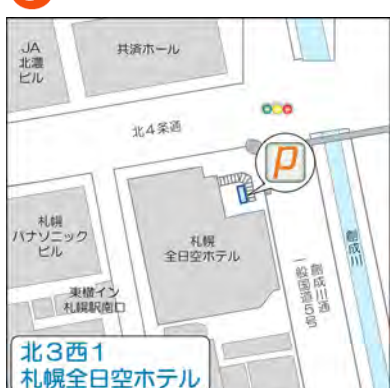 JA
北農
ビル
共済ホール
北4条通
P
札幌
パナソニック
ビル
札幌
全日空ホテル
東横イン
札幌駅南口
創成川通
一般国道5号
創成川
北3西1
札幌全日空ホテル